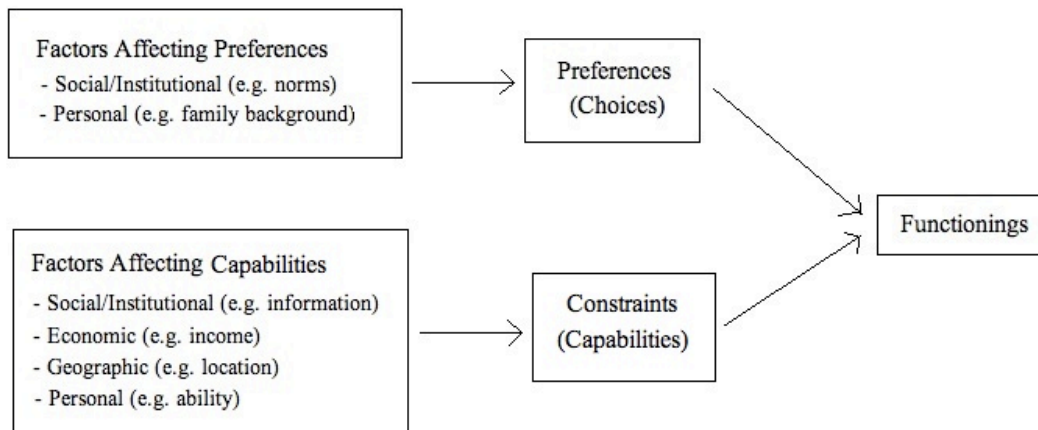 Factors Affecting Preferences
- Social/Institutional (e.g. norms)
- Personal (e.g. family background)
Preferences
(Choices)
Functionings
Factors Affecting Capabilities
- Social/Institutional (e.g. information)
- Economic (e.g. income)
- Geographic (e.g. location)
- Personal (e.g. ability)
Constraints
(Capabilities)